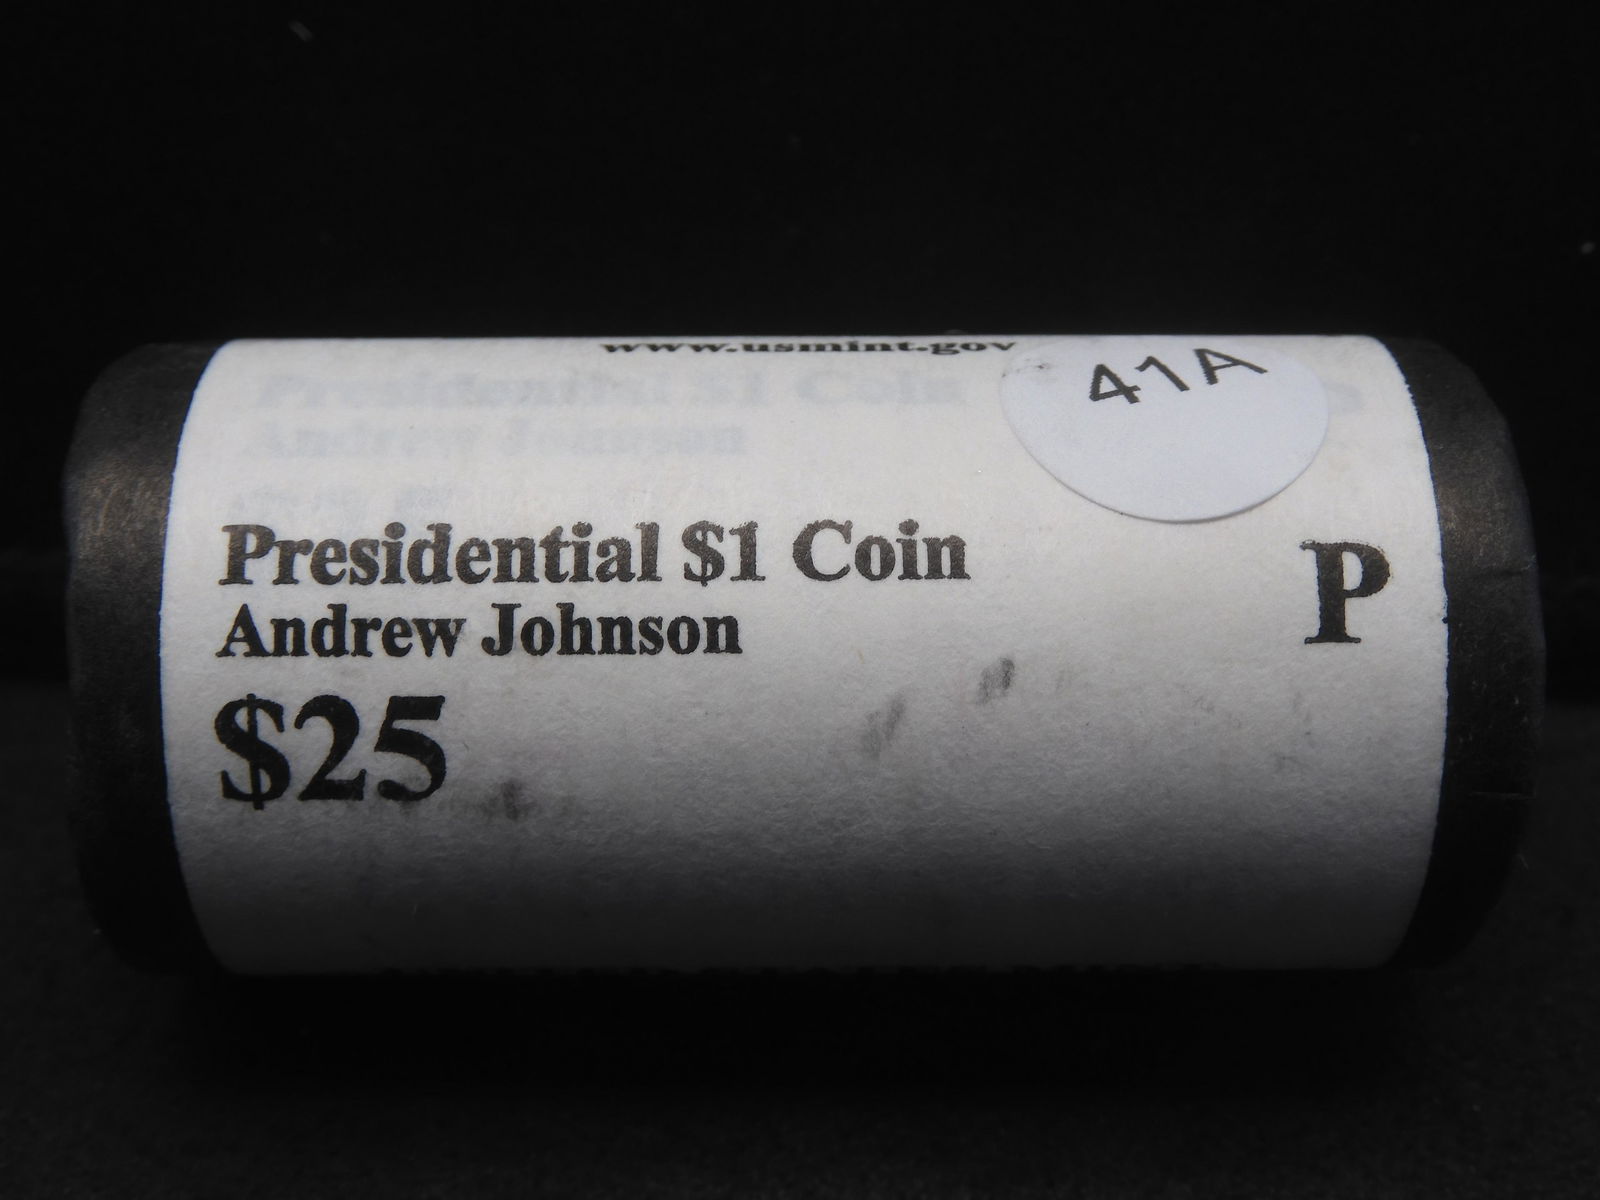 www.usmint.gov
41A
Presidential $1 Coin
P
Andrew Johnson
$25